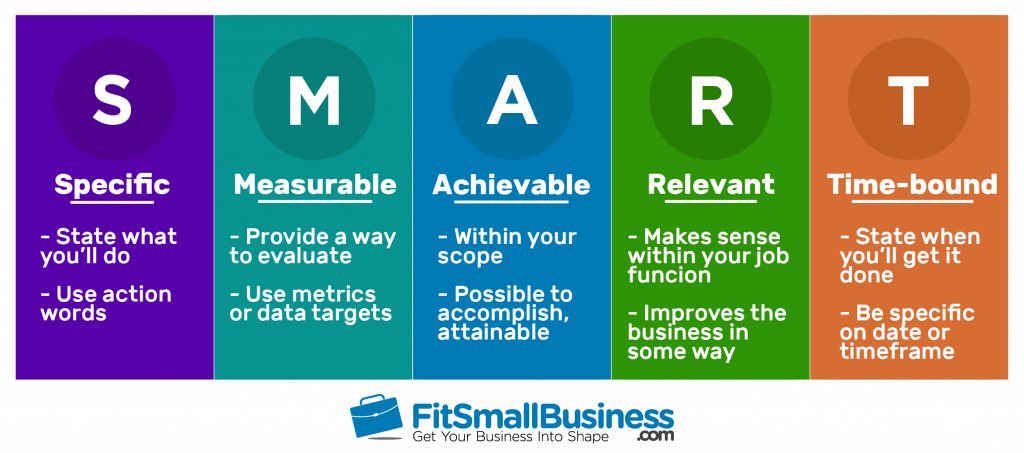 S
Specific
- State what
you'll do
- Use action
words
M
Measurable
- Provide a way
to evaluate
- Use metrics
or data targets
A
Achievable
- Within your
scope
- Possible to
accomplish,
attainable
R
Relevant
- Makes sense
within your job
funcion
- Improves the
business in
some way
T
Time-bound
- State when
you'll get it
done
- Be specific
on date or
timeframe
FitSmallBusiness
Get Your Business Into Shape .com